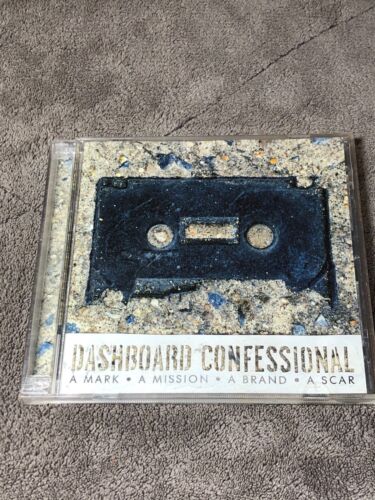 DASHBOARD CONFESSIONAL
A MARK • A MISSION • A BRAND • A SCAR